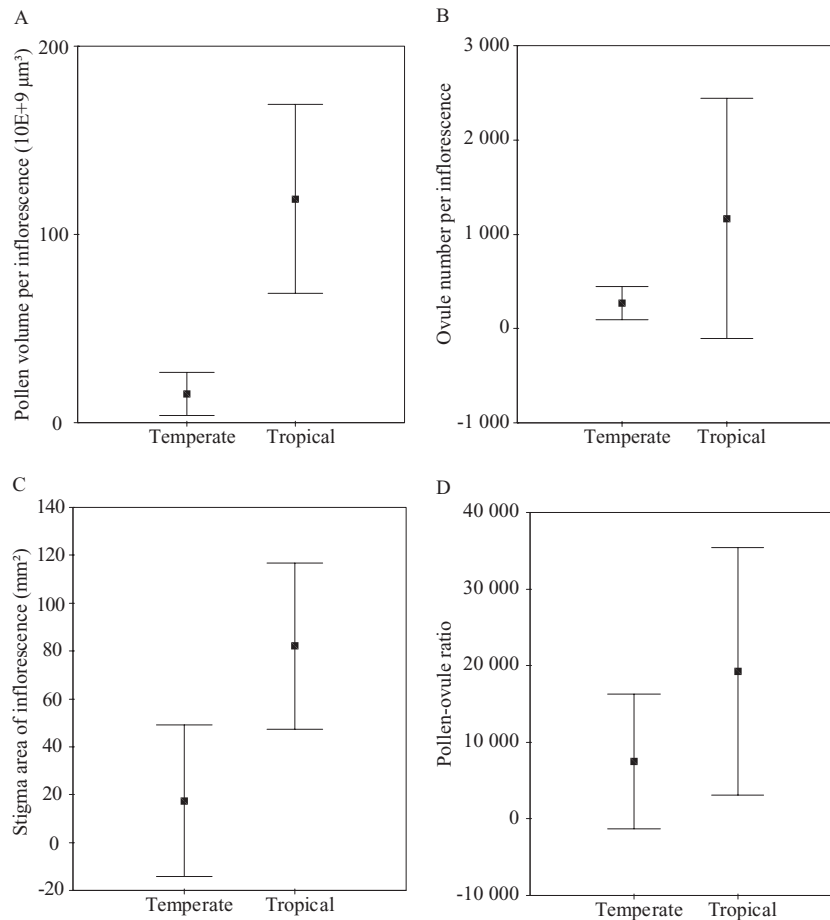 A
Pollen volume per inflorescence (10E+9 µm³)
200
100
0
Temperate
Tropical
B
Ovule number per inflorescence
3 000
2 000
1 000
0
-1 000
Temperate
Tropical
C
Stigma area of inflorescence (mm²)
140
120
100
80
60
40
20
0
-20
Temperate
Tropical
D
Pollen-ovule ratio
40 000
30 000
20 000
10 000
0
-10 000
Temperate
Tropical